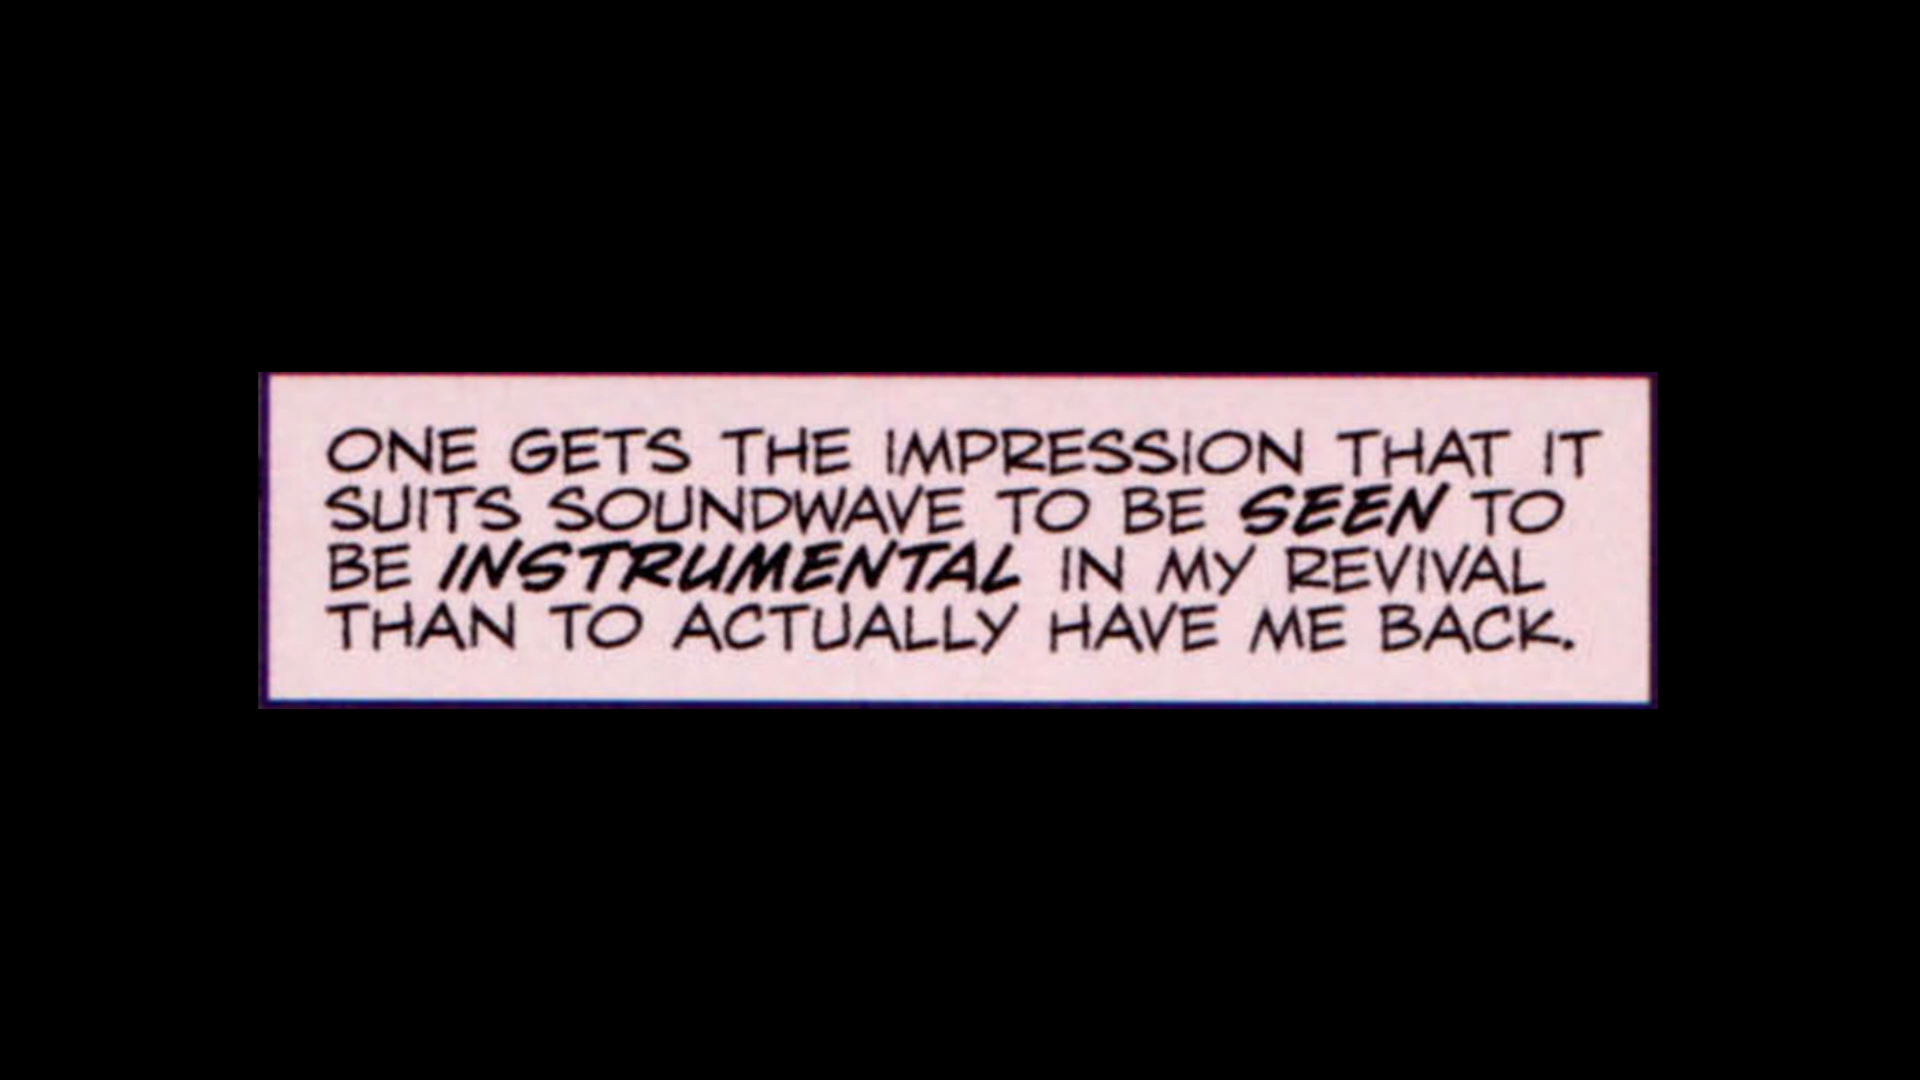 ONE GETS THE IMPRESSION THAT IT
SUITS SOUNDWAVE TO BE SEEN TO
BE INSTRUMENTAL IN MY REVIVAL
THAN TO ACTUALLY HAVE ME BACK.